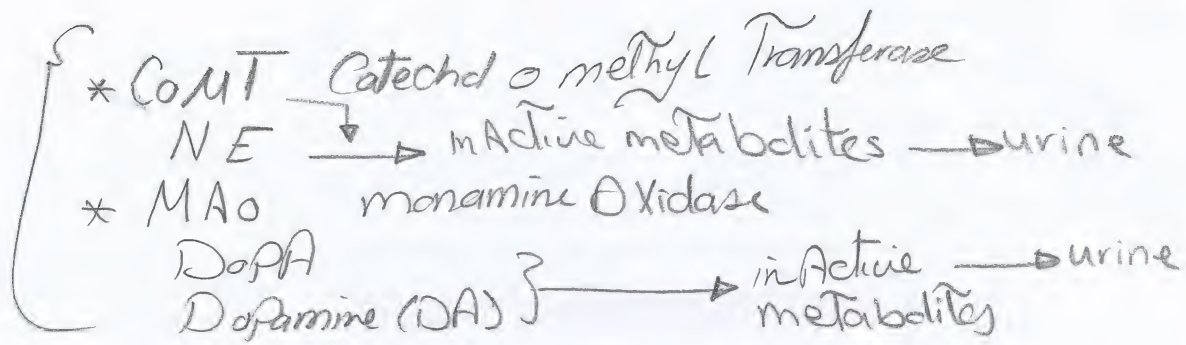 * COMT Catechol o methyl Transferase
NE → inActive metabolites → urine
* MAO monamine Oxidase
DOPA
Dopamine (DA) } → inActive → urine
metabolites